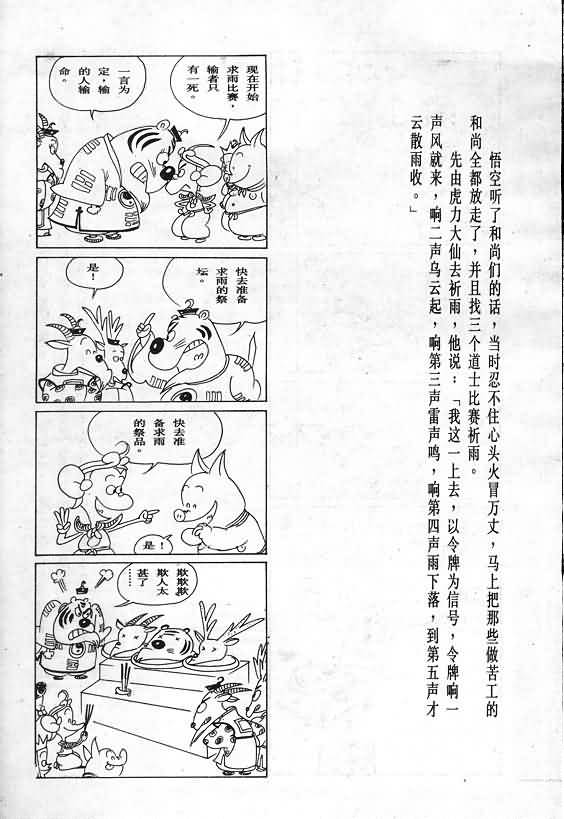 悟空听了和尚们的话，当时忍不住心头火冒万丈，马上把那些做苦工的
和尚全都放走了，并且找三个道士比赛祈雨。
先由虎力大仙去祈雨，他说：「我这一上去，以令牌为信号，令牌响一
声风就来，响二声乌云起，响第三声雷声鸣，响第四声雨下落，到第五声才
云散雨收。」
现在开始
求雨比赛，
输者只
有一死。
一言为
定，输
的人输
命。
快去准备
求雨的祭
坛。
是！
快去准
备求雨
的祭品。
是！
欺欺欺
欺人太
甚了
……